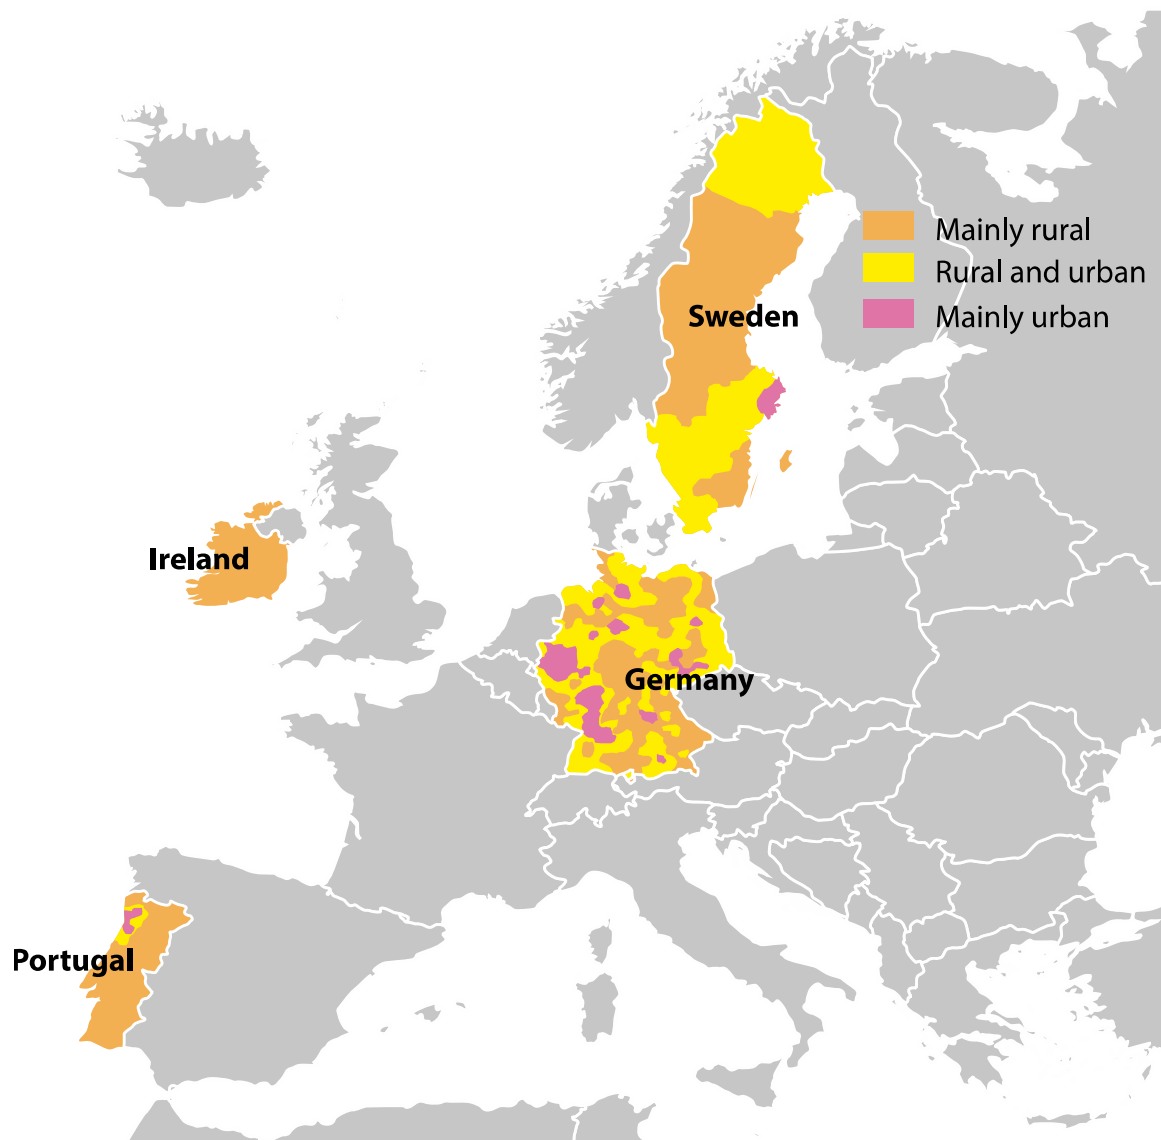 Mainly rural
Rural and urban
Mainly urban
Sweden
Ireland
Germany
Portugal